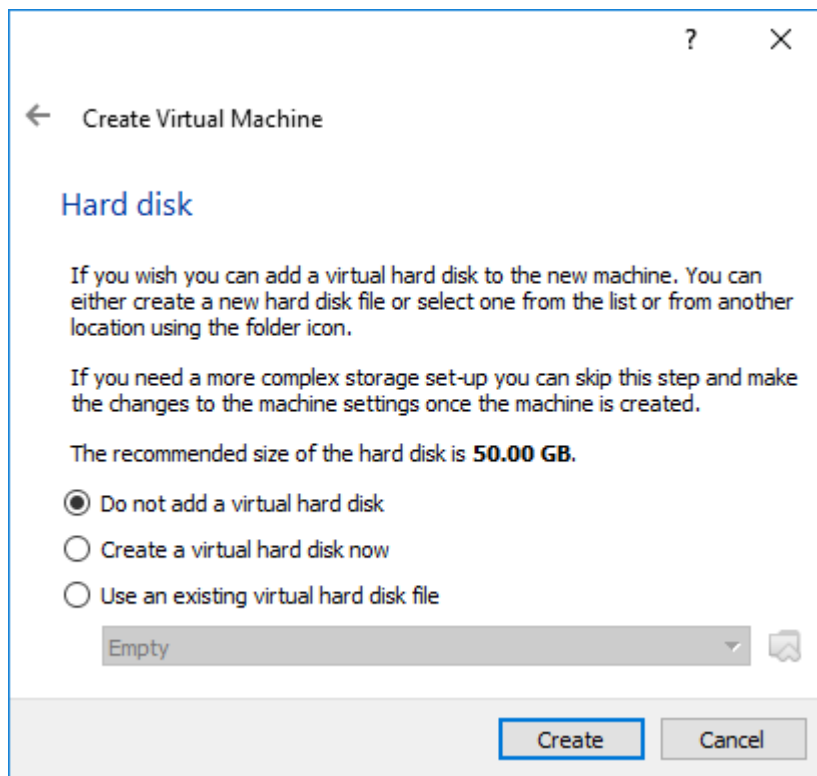 ?
Create Virtual Machine
Hard disk
If you wish you can add a virtual hard disk to the new machine. You can
either create a new hard disk file or select one from the list or from another
location using the folder icon.
If you need a more complex storage set-up you can skip this step and make
the changes to the machine settings once the machine is created.
The recommended size of the hard disk is 50.00 GB.
Do not add a virtual hard disk
Create a virtual hard disk now
Use an existing virtual hard disk file
Empty
Create Cancel